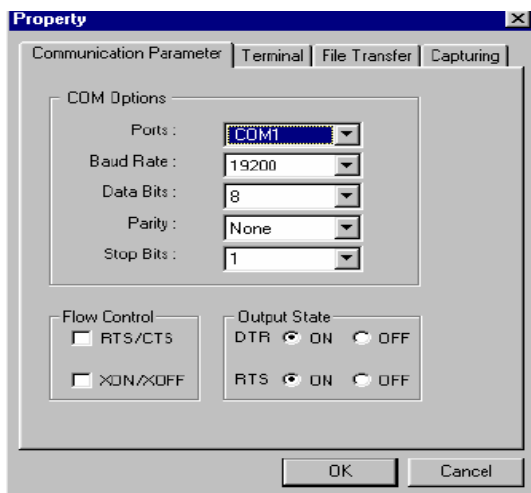 Property
Communication Parameter Terminal File Transfer Capturing
COM Options
Ports : COM1
Baud Rate : 19200
Data Bits : 8
Parity : None
Stop Bits : 1
Flow Control
RTS/CTS
XON/XOFF
Output State
DTR ON OFF
RTS ON OFF
OK Cancel